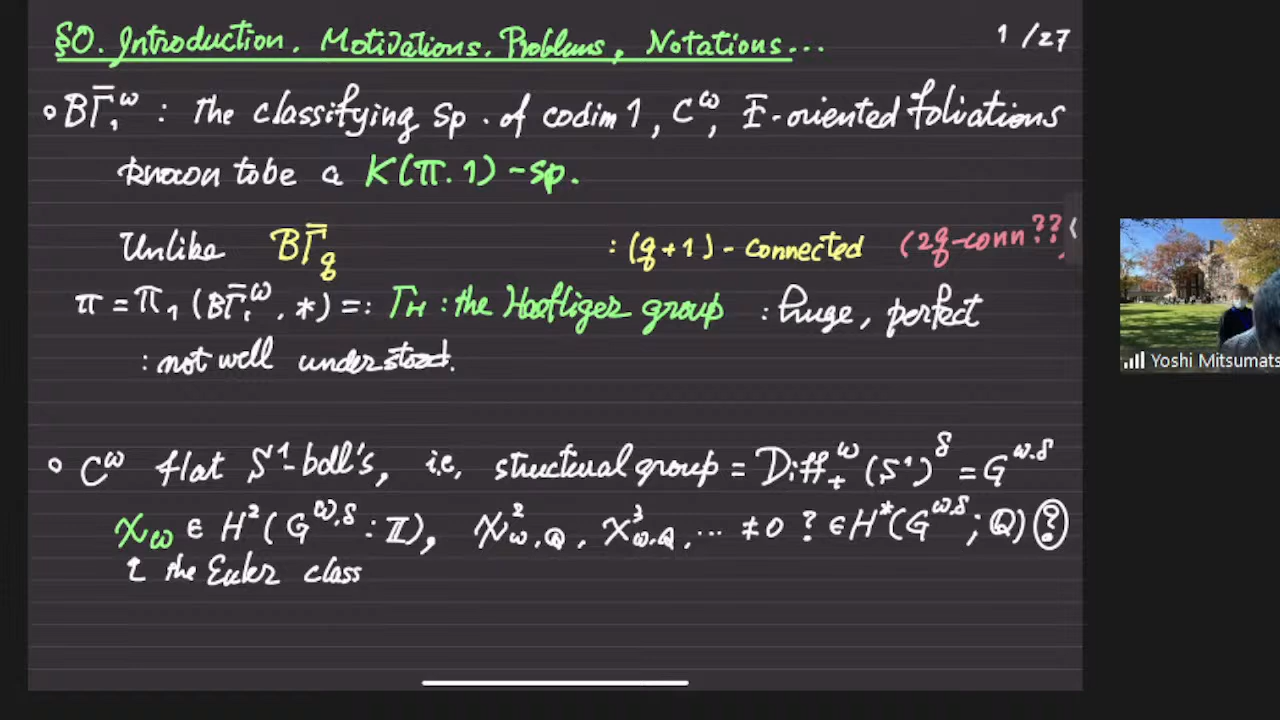 §0. Introduction. Motivations. Problems, Notations...
1/27
∘ BΓ̄₁^ω : The classifying sp. of codim 1, C^ω, I-oriented foliations
known to be a K(π.1)-sp.
Unlike BΓ̄_q : (q+1)-connected (2q-conn??
π = π₁(BΓ̄₁^ω, *) =: Γ_H : the Haefliger group : huge, perfect
: not well understood.
∘ C^ω flat S¹-bdl's, i.e, structural group = Diff₊^ω(S¹)^δ = G^ω.δ
χ_ω ∈ H²(G^ω.δ : ℤ), χ²_ω,ℚ, χ³_ω,ℚ, ... ≠ 0 ? ∈ H*(G^ω.δ ; ℚ) ?
the Euler class
Yoshi Mitsumats